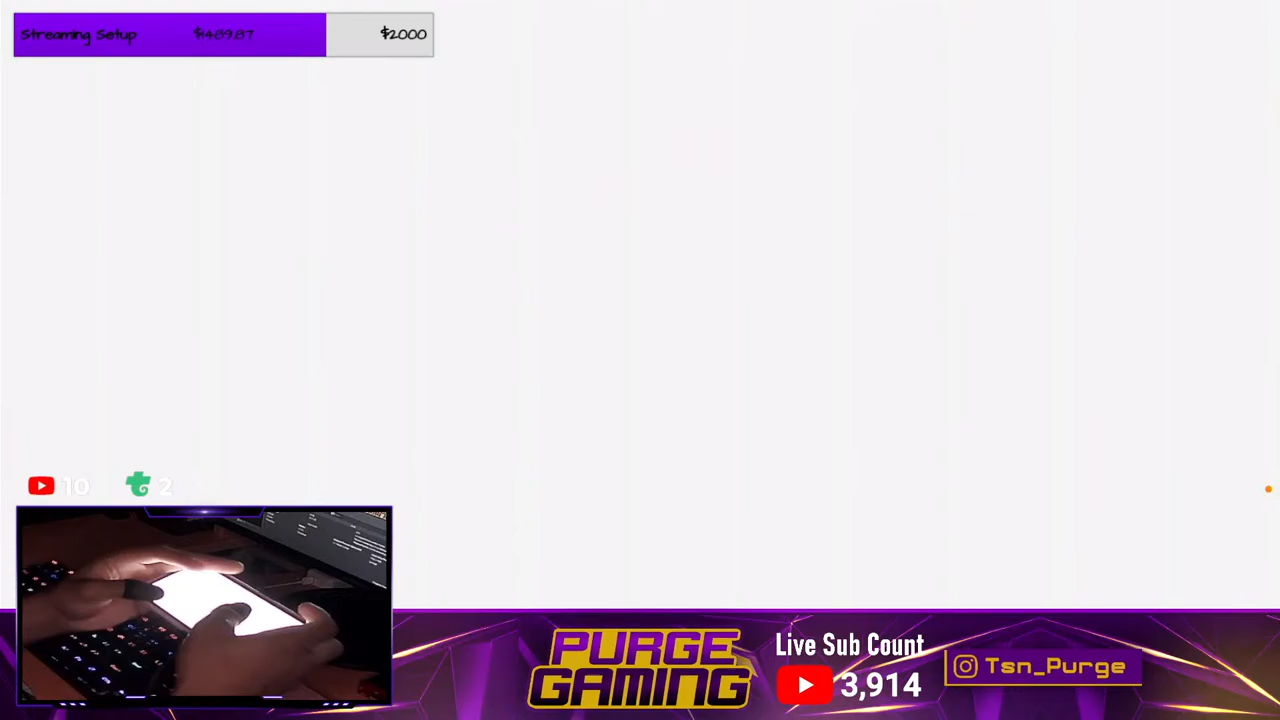 Streaming Setup $1489.87 $2000
10 2
PURGE
GAMING
Live Sub Count
3,914
Tsn_Purge